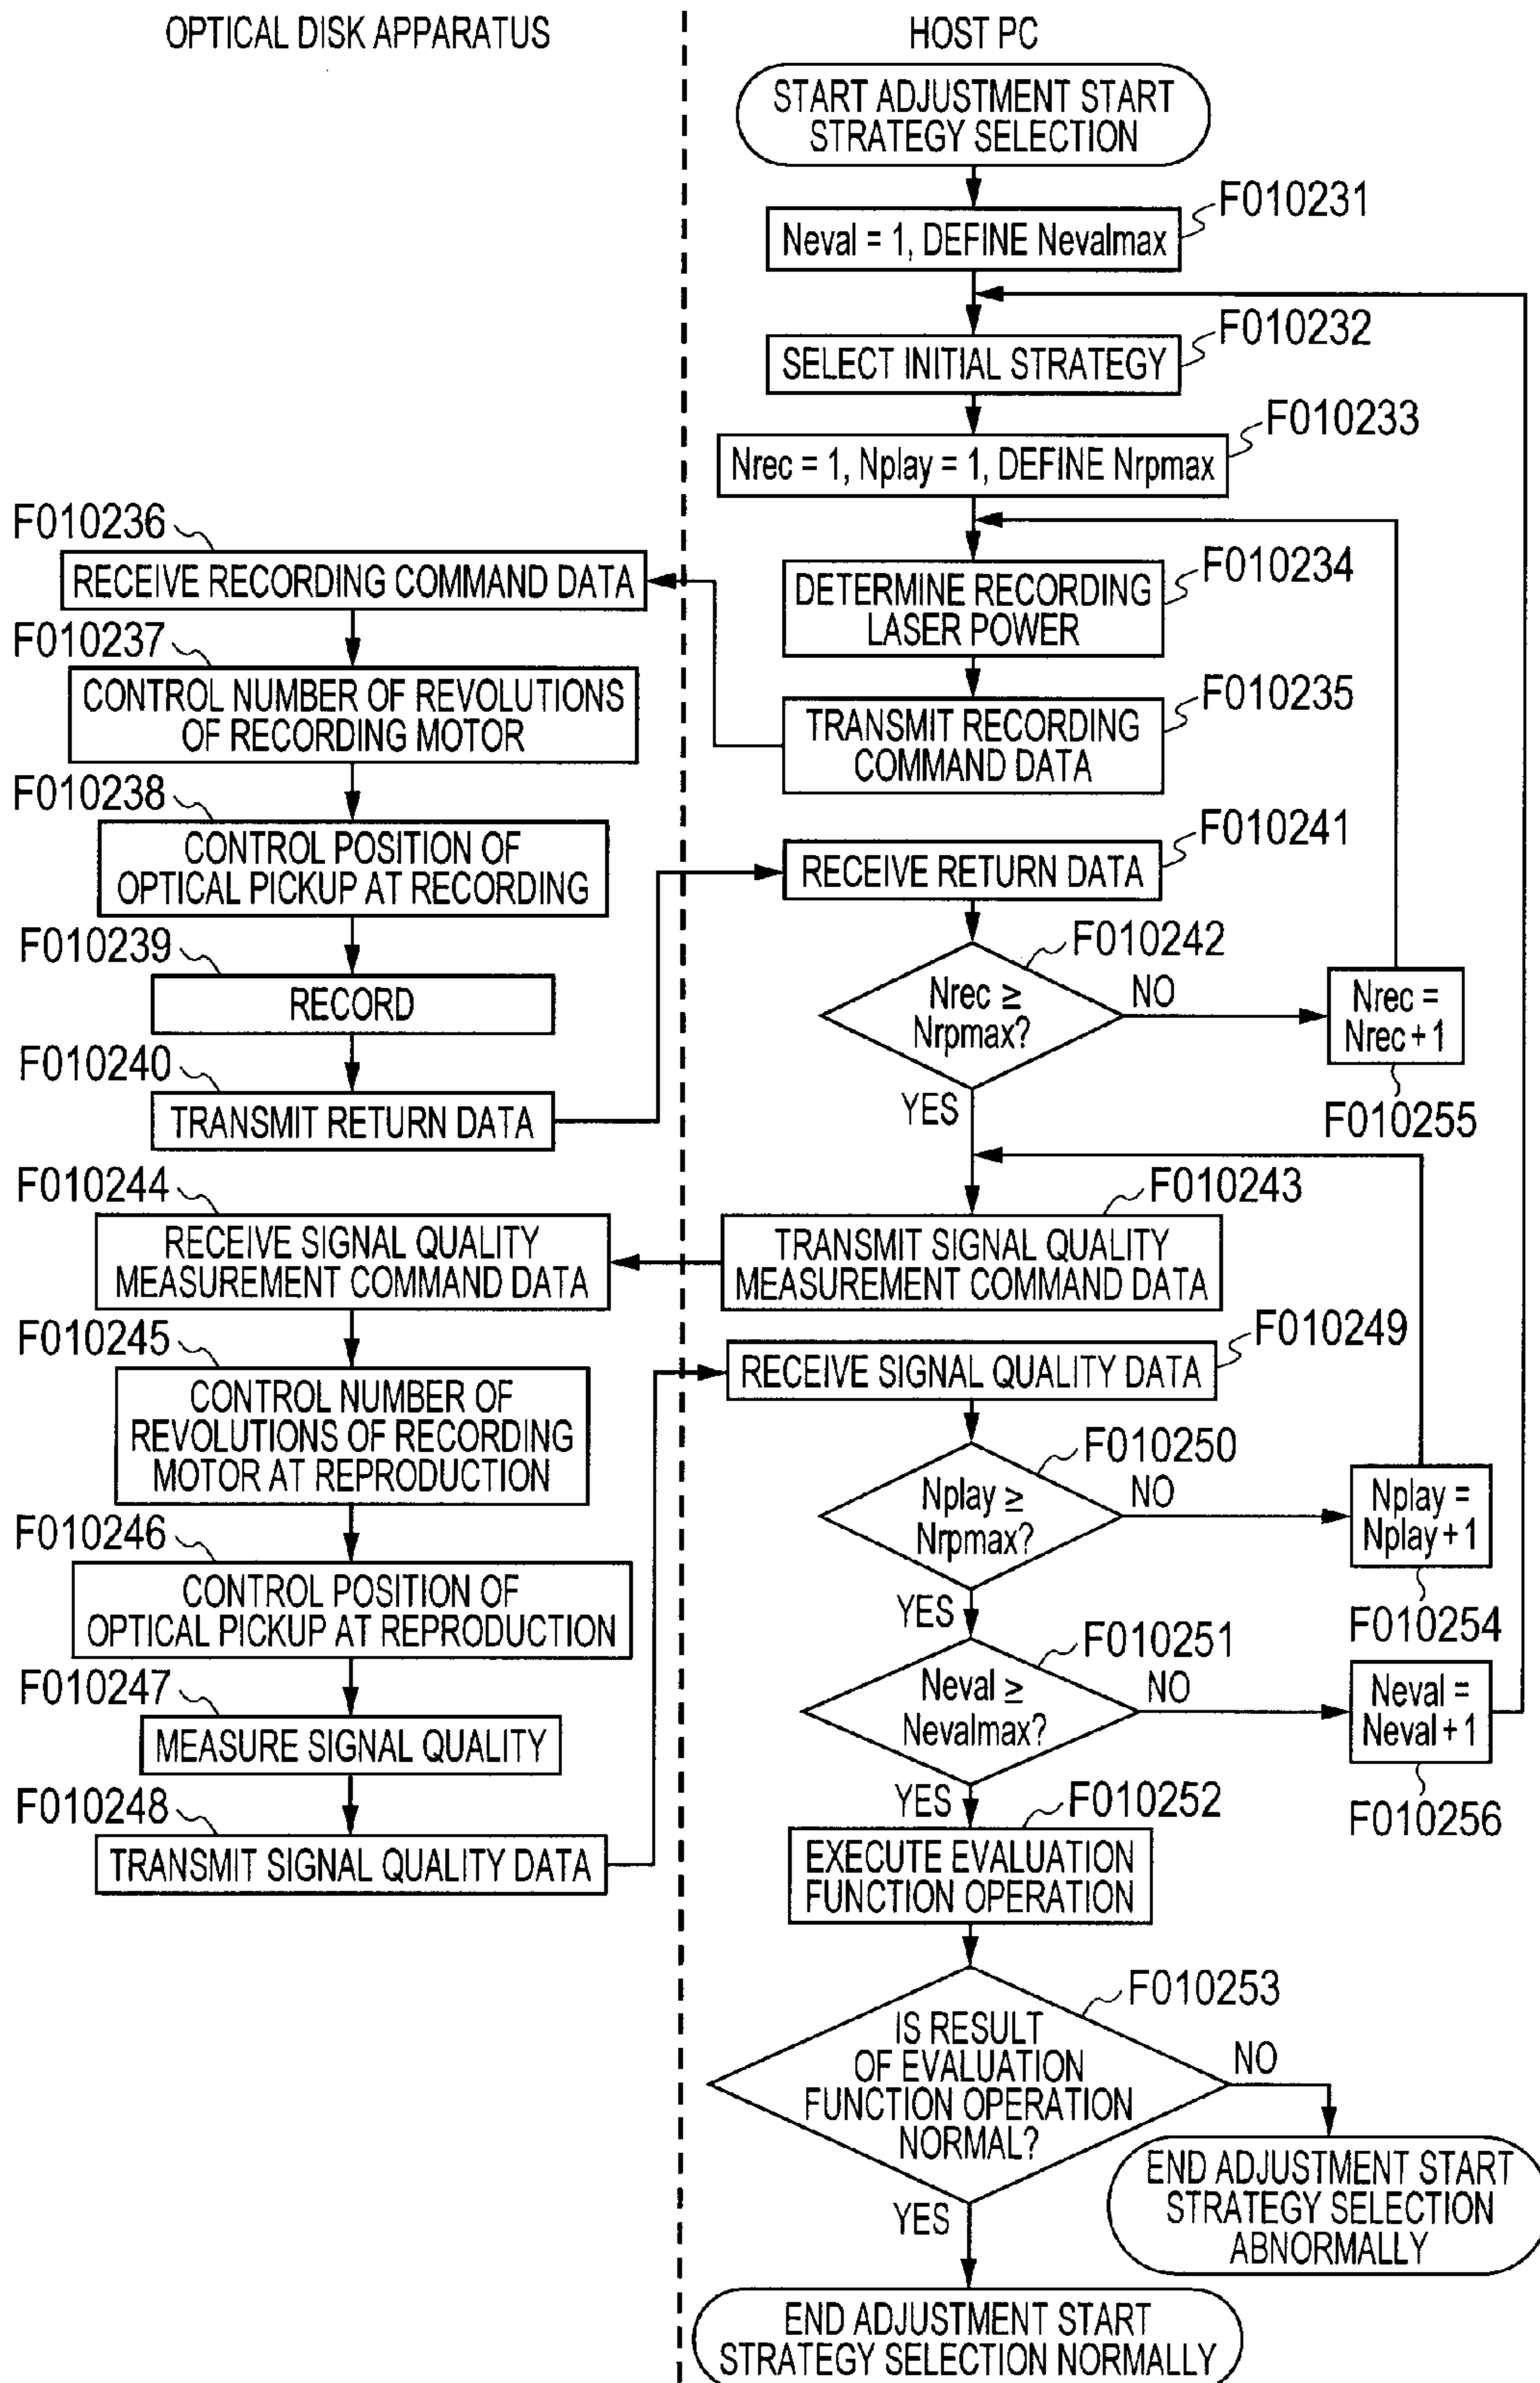 OPTICAL DISK APPARATUS
HOST PC
START ADJUSTMENT START
STRATEGY SELECTION
F010231
Neval = 1, DEFINE Nevalmax
F010232
SELECT INITIAL STRATEGY
F010233
Nrec = 1, Nplay = 1, DEFINE Nrpmax
F010234
DETERMINE RECORDING
LASER POWER
F010235
TRANSMIT RECORDING
COMMAND DATA
F010236
RECEIVE RECORDING COMMAND DATA
F010237
CONTROL NUMBER OF REVOLUTIONS
OF RECORDING MOTOR
F010238
CONTROL POSITION OF
OPTICAL PICKUP AT RECORDING
F010239
RECORD
F010240
TRANSMIT RETURN DATA
F010241
RECEIVE RETURN DATA
F010242
Nrec ≥
Nrpmax?
NO
Nrec =
Nrec + 1
F010255
YES
F010243
TRANSMIT SIGNAL QUALITY
MEASUREMENT COMMAND DATA
F010244
RECEIVE SIGNAL QUALITY
MEASUREMENT COMMAND DATA
F010245
CONTROL NUMBER OF
REVOLUTIONS OF RECORDING
MOTOR AT REPRODUCTION
F010246
CONTROL POSITION OF
OPTICAL PICKUP AT REPRODUCTION
F010247
MEASURE SIGNAL QUALITY
F010248
TRANSMIT SIGNAL QUALITY DATA
F010249
RECEIVE SIGNAL QUALITY DATA
F010250
Nplay ≥
Nrpmax?
NO
Nplay =
Nplay + 1
F010254
YES
F010251
Neval ≥
Nevalmax?
NO
Neval =
Neval + 1
F010256
YES
F010252
EXECUTE EVALUATION
FUNCTION OPERATION
F010253
IS RESULT
OF EVALUATION
FUNCTION OPERATION
NORMAL?
NO
END ADJUSTMENT START
STRATEGY SELECTION
ABNORMALLY
YES
END ADJUSTMENT START
STRATEGY SELECTION NORMALLY